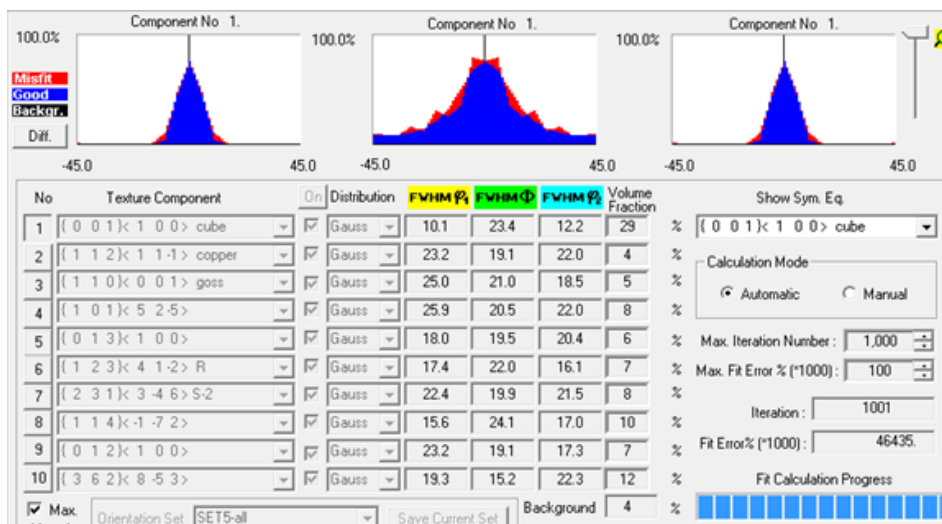 Component No 1. Component No 1. Component No 1.
100.0% 100.0% 100.0%
Misfit
Good
Backgr.
Diff.
-45.0 45.0 -45.0 45.0 -45.0 45.0
No Texture Component On Distribution FWHM φ1 FWHM Φ FWHM φ2 Volume Fraction Show Sym. Eq.
1 { 0 0 1}< 1 0 0> cube Gauss 10.1 23.4 12.2 29 % { 0 0 1}< 1 0 0> cube
2 { 1 1 2}< 1 1-1> copper Gauss 23.2 19.1 22.0 4 %
Calculation Mode
3 { 1 1 0}< 0 0 1> goss Gauss 25.0 21.0 18.5 5 %
Automatic Manual
4 { 1 0 1}< 5 2-5> Gauss 25.9 20.5 22.0 8 %
5 { 0 1 3}< 1 0 0> Gauss 18.0 19.5 20.4 6 % Max. Iteration Number : 1,000
6 { 1 2 3}< 4 1-2> R Gauss 17.4 22.0 16.1 7 % Max. Fit Error % (*1000) : 100
7 { 2 3 1}< 3 -4 6> S-2 Gauss 22.4 19.9 21.5 8 %
8 { 1 1 4}<-1 -7 2> Gauss 15.6 24.1 17.0 10 % Iteration : 1001
9 { 0 1 2}< 1 0 0> Gauss 23.2 19.1 17.3 7 % Fit Error% (*1000) : 46435.
10 { 3 6 2}< 8 -5 3> Gauss 19.3 15.2 22.3 12 % Fit Calculation Progress
Max. Orientation Set SET5-all Save Current Set Background 4 %